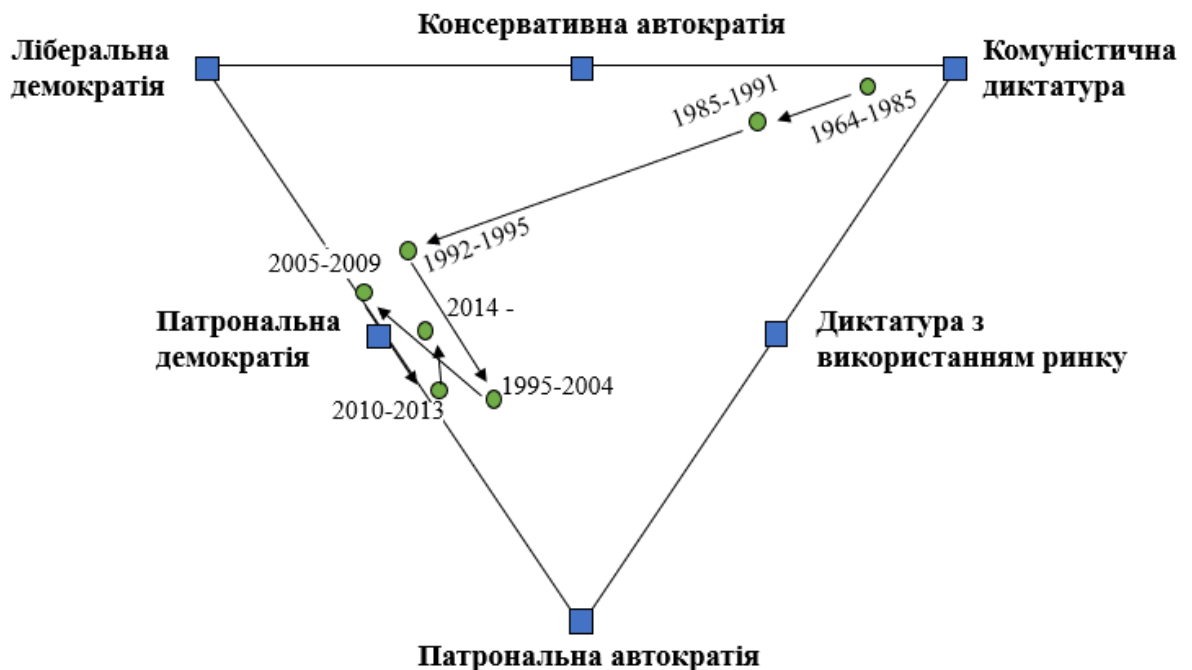 Консервативна автократія
Ліберальна
демократія
Комуністична
диктатура
1985-1991
1964-1985
1992-1995
2005-2009
2014 -
Патрональна
демократія
Диктатура з
використанням ринку
1995-2004
2010-2013
Патрональна автократія